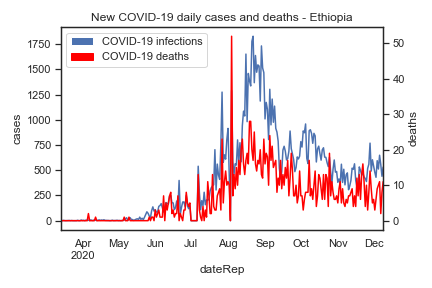 New COVID-19 daily cases and deaths - Ethiopia
COVID-19 infections
COVID-19 deaths
1750
1500
1250
1000
750
500
250
0
cases
50
40
30
20
10
0
deaths
Apr May Jun Jul Aug Sep Oct Nov Dec
2020
dateRep